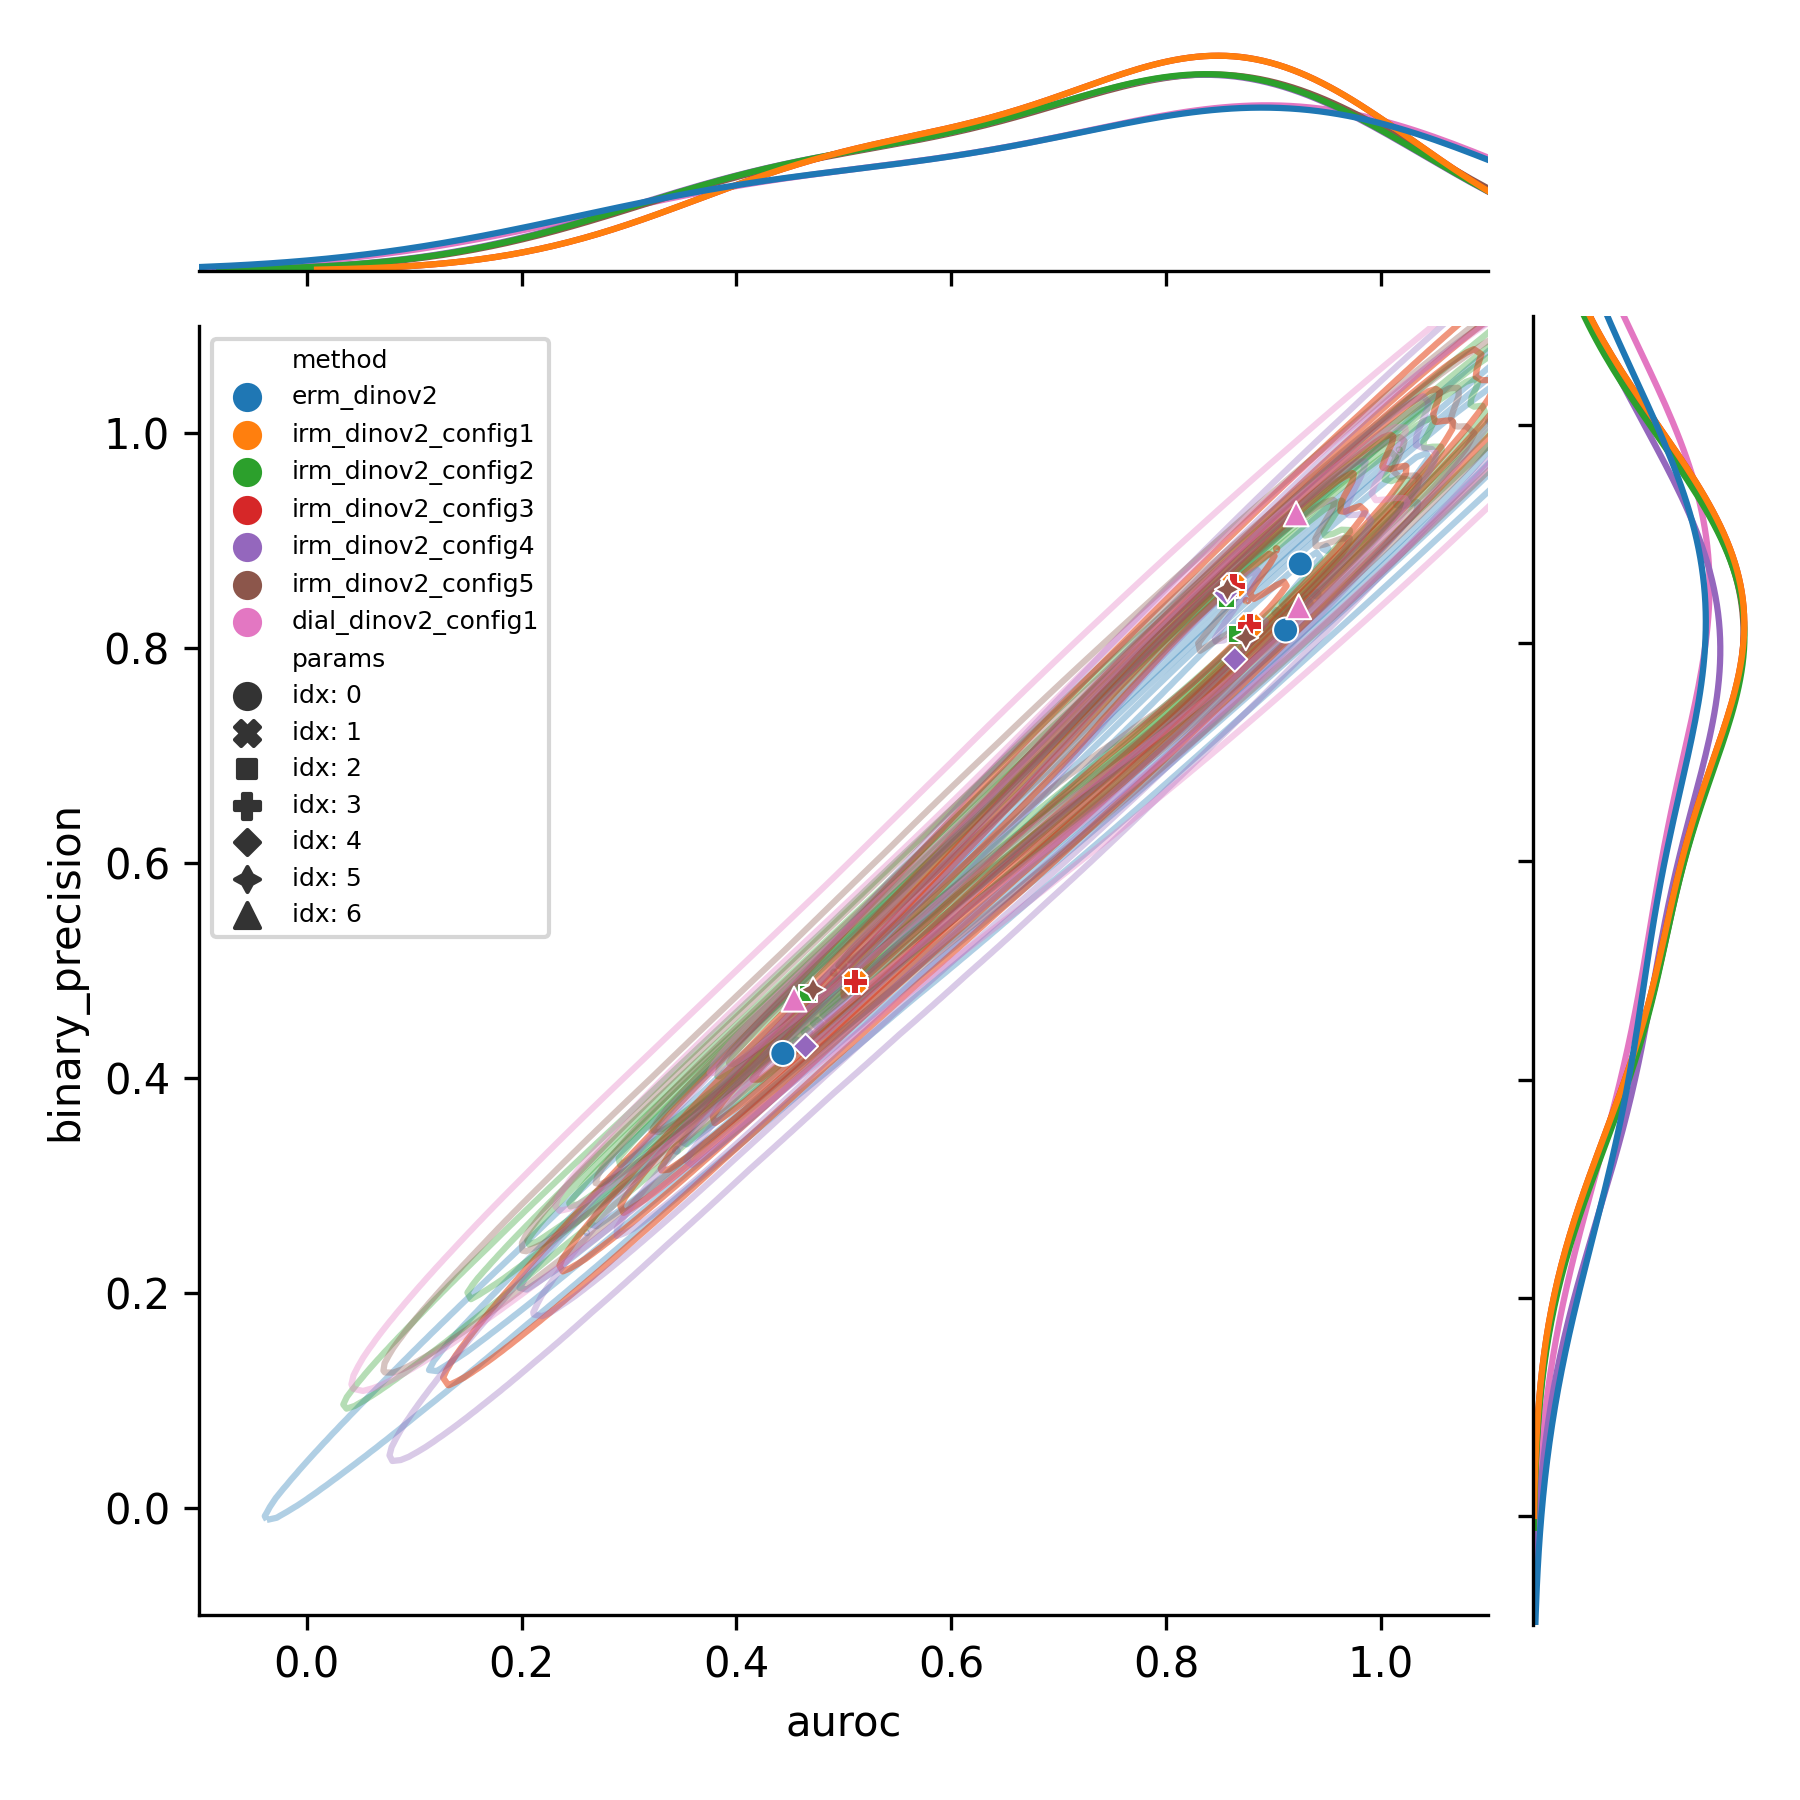 method
erm_dinov2
irm_dinov2_config1
irm_dinov2_config2
irm_dinov2_config3
irm_dinov2_config4
irm_dinov2_config5
dial_dinov2_config1
params
idx: 0
idx: 1
idx: 2
idx: 3
idx: 4
idx: 5
idx: 6
1.0
0.8
0.6
0.4
0.2
0.0
binary_precision
0.0 0.2 0.4 0.6 0.8 1.0
auroc